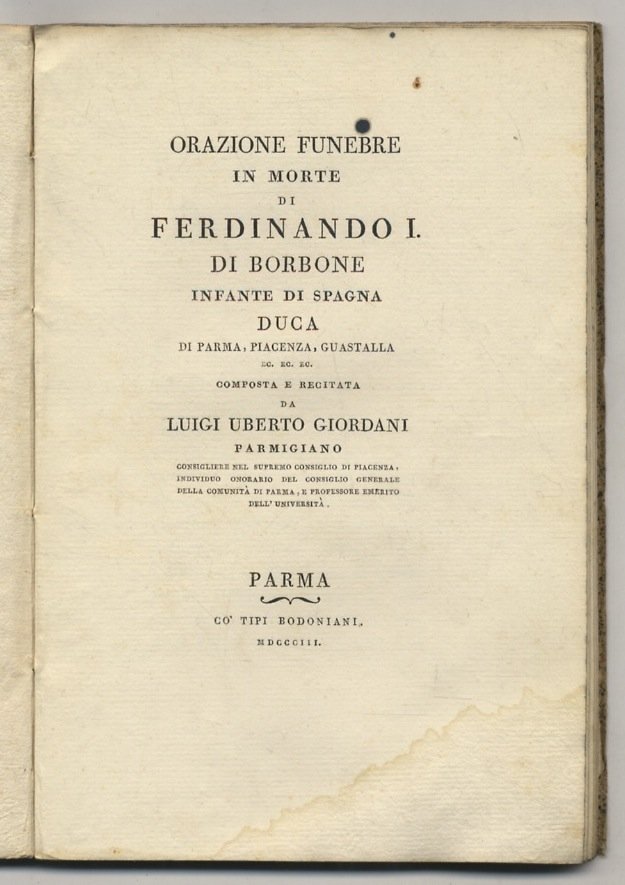 ORAZIONE FUNEBRE
IN MORTE
DI
FERDINANDO I.
DI BORBONE
INFANTE DI SPAGNA
DUCA
DI PARMA, PIACENZA, GUASTALLA
EC. EC. EC.
COMPOSTA E RECITATA
DA
LUIGI UBERTO GIORDANI
PARMIGIANO
CONSIGLIERE NEL SUPREMO CONSIGLIO DI PIACENZA,
INDIVIDUO ONORARIO DEL CONSIGLIO GENERALE
DELLA COMUNITÀ DI PARMA, E PROFESSORE EMERITO
DELL' UNIVERSITÀ.
PARMA
CO' TIPI BODONIANI.
MDCCCIII.